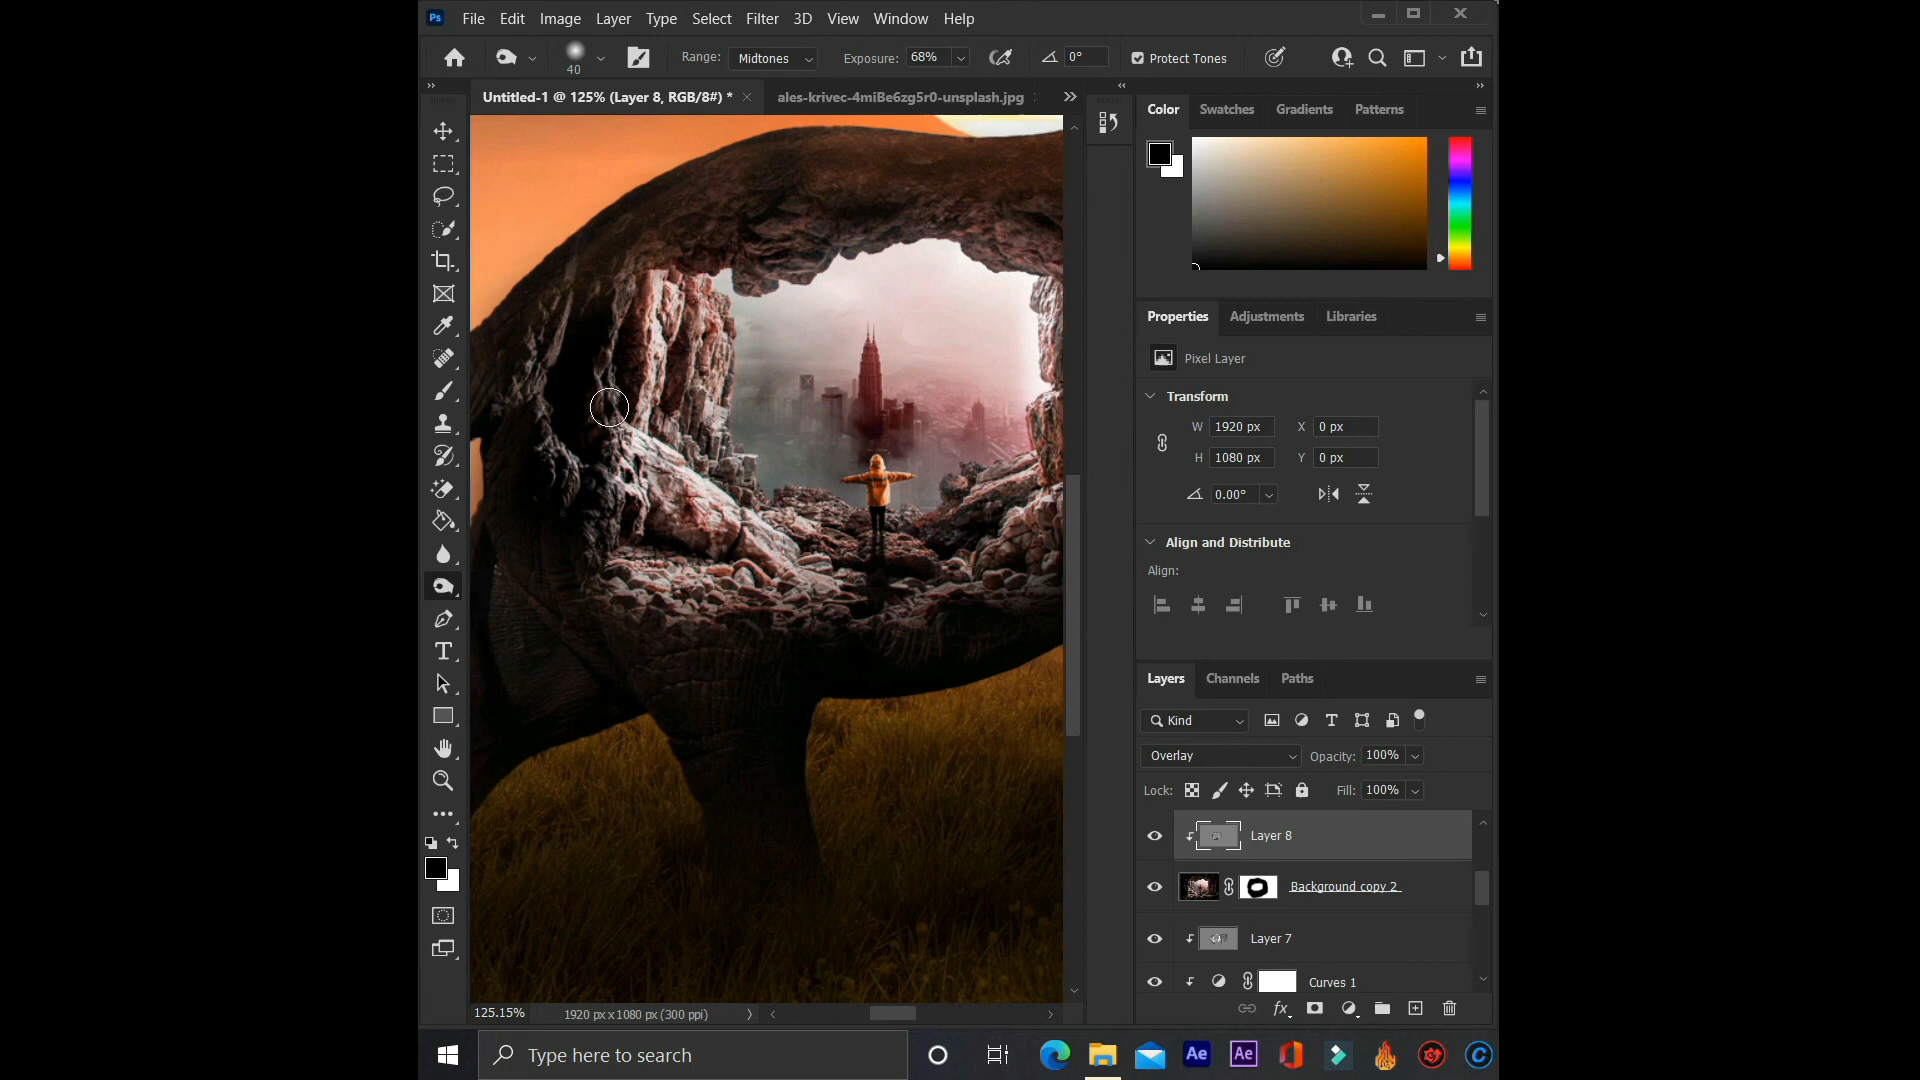 Ps File Edit Image Layer Type Select Filter 3D View Window Help
40 Range: Midtones Exposure: 68% 0° Protect Tones
Untitled-1 @ 125% (Layer 8, RGB/8#) * ales-krivec-4miBe6zg5r0-unsplash.jpg
Color Swatches Gradients Patterns
Properties Adjustments Libraries
Pixel Layer
Transform
W 1920 px X 0 px
H 1080 px Y 0 px
0.00°
Align and Distribute
Align:
Layers Channels Paths
Kind
Overlay Opacity: 100%
Lock: Fill: 100%
Layer 8
Background copy 2
Layer 7
Curves 1
fx
125.15% 1920 px x 1080 px (300 ppi)
Type here to search
Ae Ae